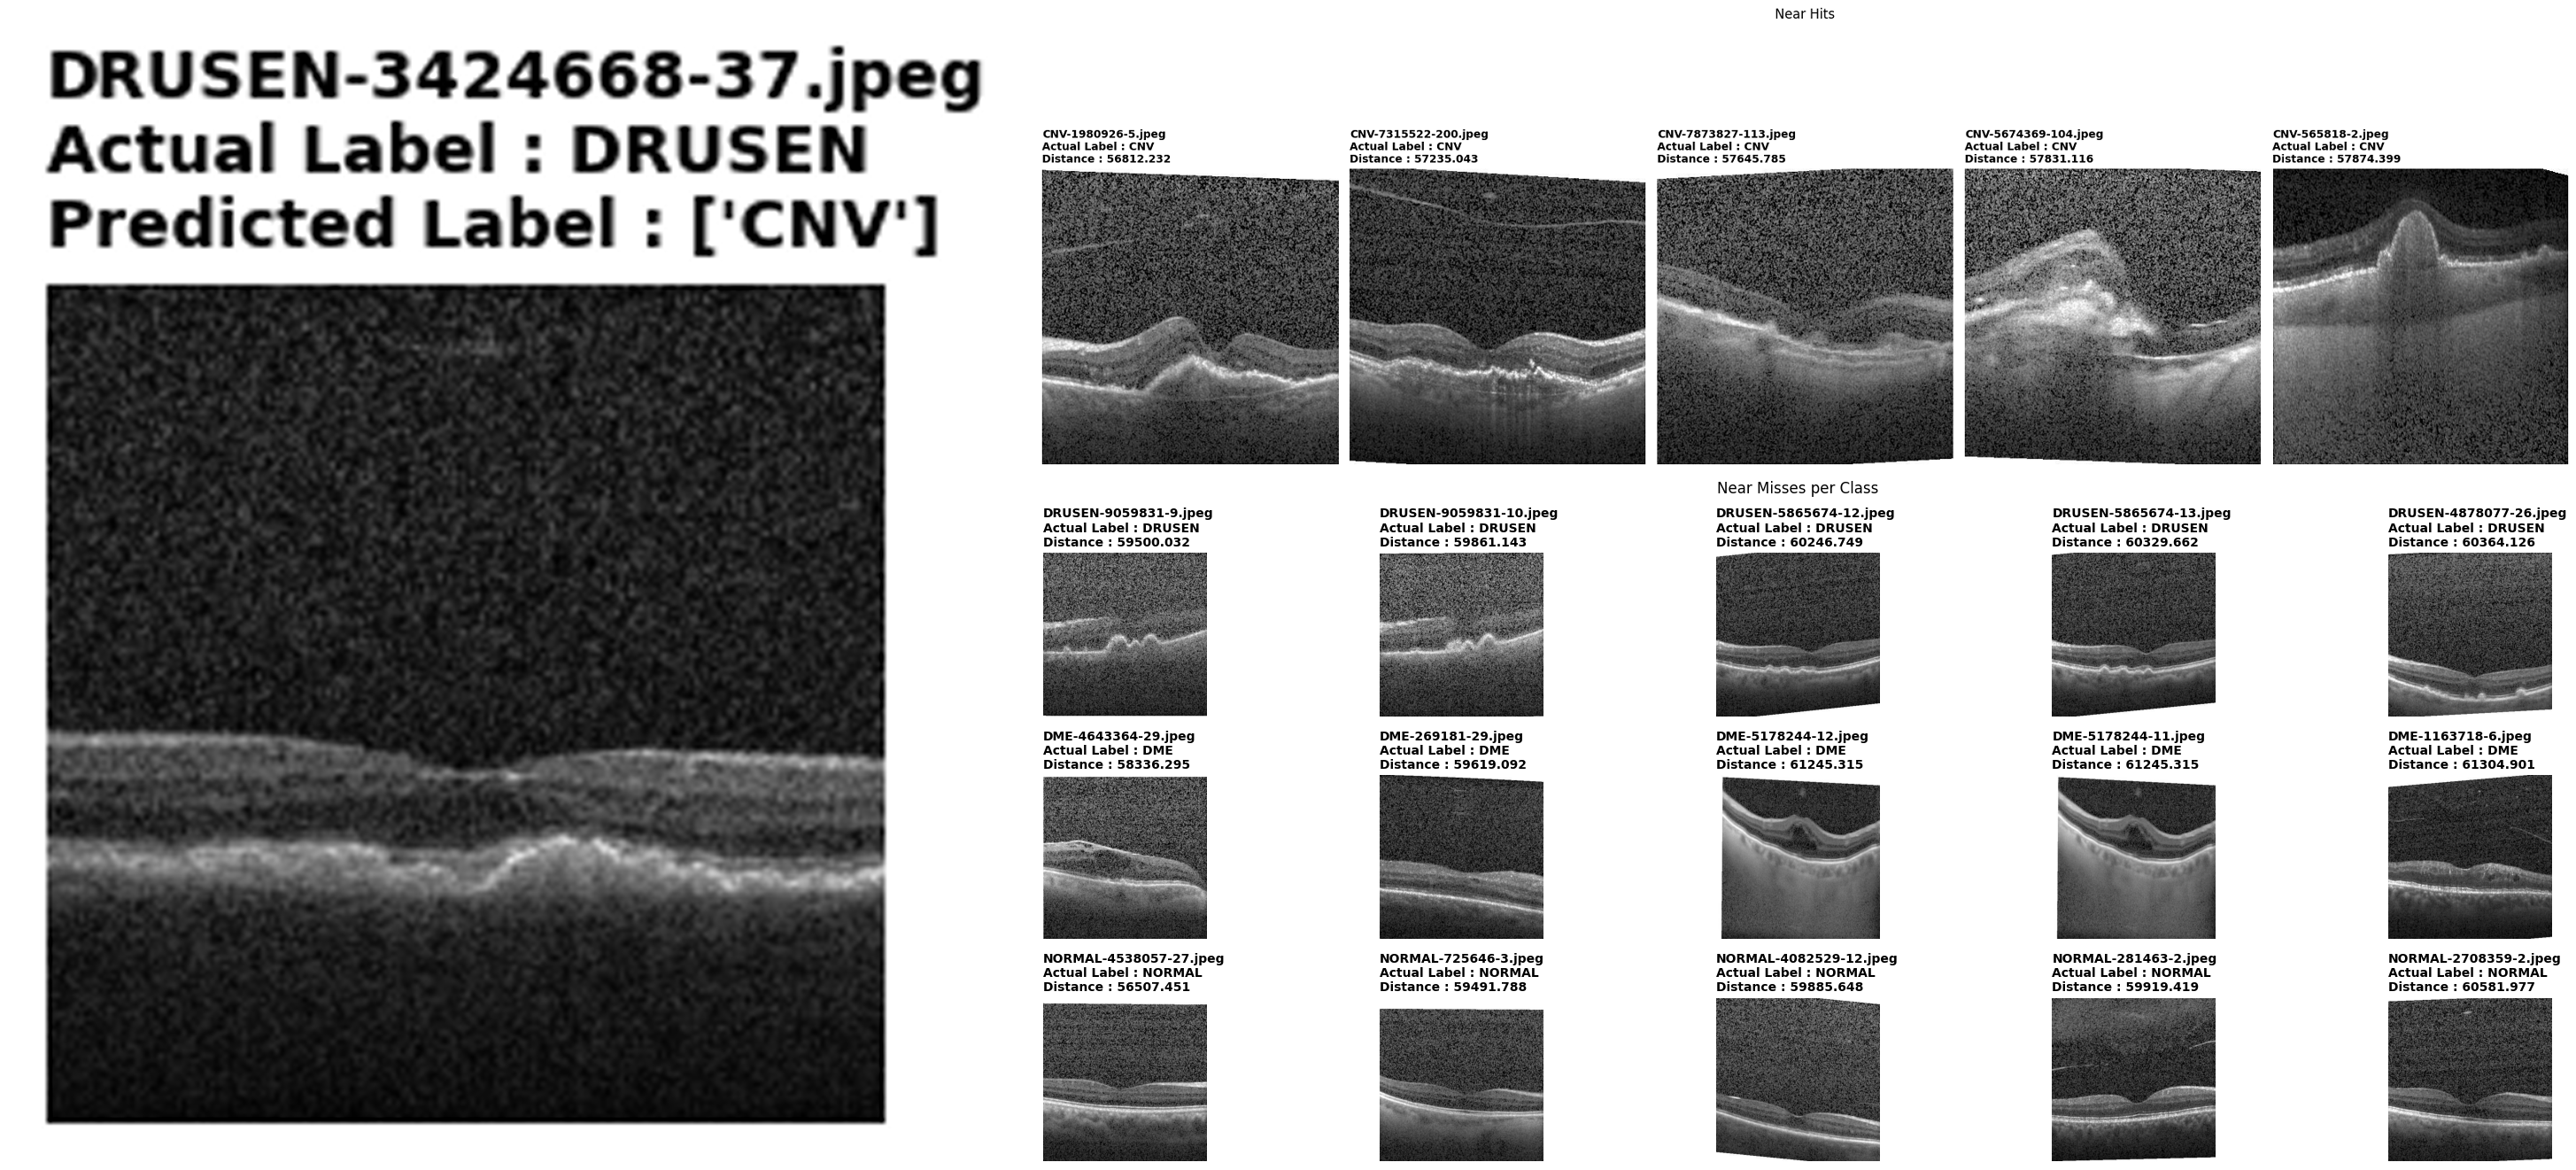 DRUSEN-3424668-37.jpeg
Actual Label : DRUSEN
Predicted Label : ['CNV']
Near Hits
CNV-1980926-5.jpeg
Actual Label : CNV
Distance : 56812.232
CNV-7315522-200.jpeg
Actual Label : CNV
Distance : 57235.043
CNV-7873827-113.jpeg
Actual Label : CNV
Distance : 57645.785
CNV-5674369-104.jpeg
Actual Label : CNV
Distance : 57831.116
CNV-565818-2.jpeg
Actual Label : CNV
Distance : 57874.399
Near Misses per Class
DRUSEN-9059831-9.jpeg
Actual Label : DRUSEN
Distance : 59500.032
DRUSEN-9059831-10.jpeg
Actual Label : DRUSEN
Distance : 59861.143
DRUSEN-5865674-12.jpeg
Actual Label : DRUSEN
Distance : 60246.749
DRUSEN-5865674-13.jpeg
Actual Label : DRUSEN
Distance : 60329.662
DRUSEN-4878077-26.jpeg
Actual Label : DRUSEN
Distance : 60364.126
DME-4643364-29.jpeg
Actual Label : DME
Distance : 58336.295
DME-269181-29.jpeg
Actual Label : DME
Distance : 59619.092
DME-5178244-12.jpeg
Actual Label : DME
Distance : 61245.315
DME-5178244-11.jpeg
Actual Label : DME
Distance : 61245.315
DME-1163718-6.jpeg
Actual Label : DME
Distance : 61304.901
NORMAL-4538057-27.jpeg
Actual Label : NORMAL
Distance : 56507.451
NORMAL-725646-3.jpeg
Actual Label : NORMAL
Distance : 59491.788
NORMAL-4082529-12.jpeg
Actual Label : NORMAL
Distance : 59885.648
NORMAL-281463-2.jpeg
Actual Label : NORMAL
Distance : 59919.419
NORMAL-2708359-2.jpeg
Actual Label : NORMAL
Distance : 60581.977